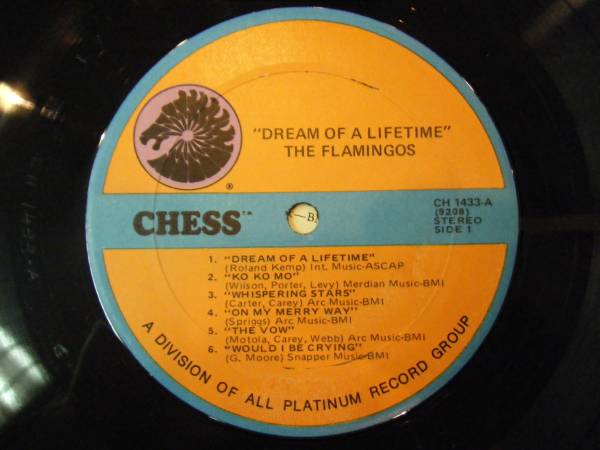 "DREAM OF A LIFETIME"
THE FLAMINGOS
®
CHESS™
-B
CH 1433-A
(9208)
STEREO
SIDE 1
1. "DREAM OF A LIFETIME"
(Roland Kemp) Int. Music-ASCAP
2. "KO KO MO"
(Wilson, Porter, Levy) Merdian Music-BMI
3. "WHISPERING STARS"
(Carter, Carey) Arc Music-BMI
4. "ON MY MERRY WAY"
(Spriggs) Arc Music-BMI
5. "THE VOW"
(Motola, Carey, Webb) Arc Music-BMI
6. "WOULD I BE CRYING"
(G. Moore) Snapper Music-BMI
A DIVISION OF ALL PLATINUM RECORD GROUP